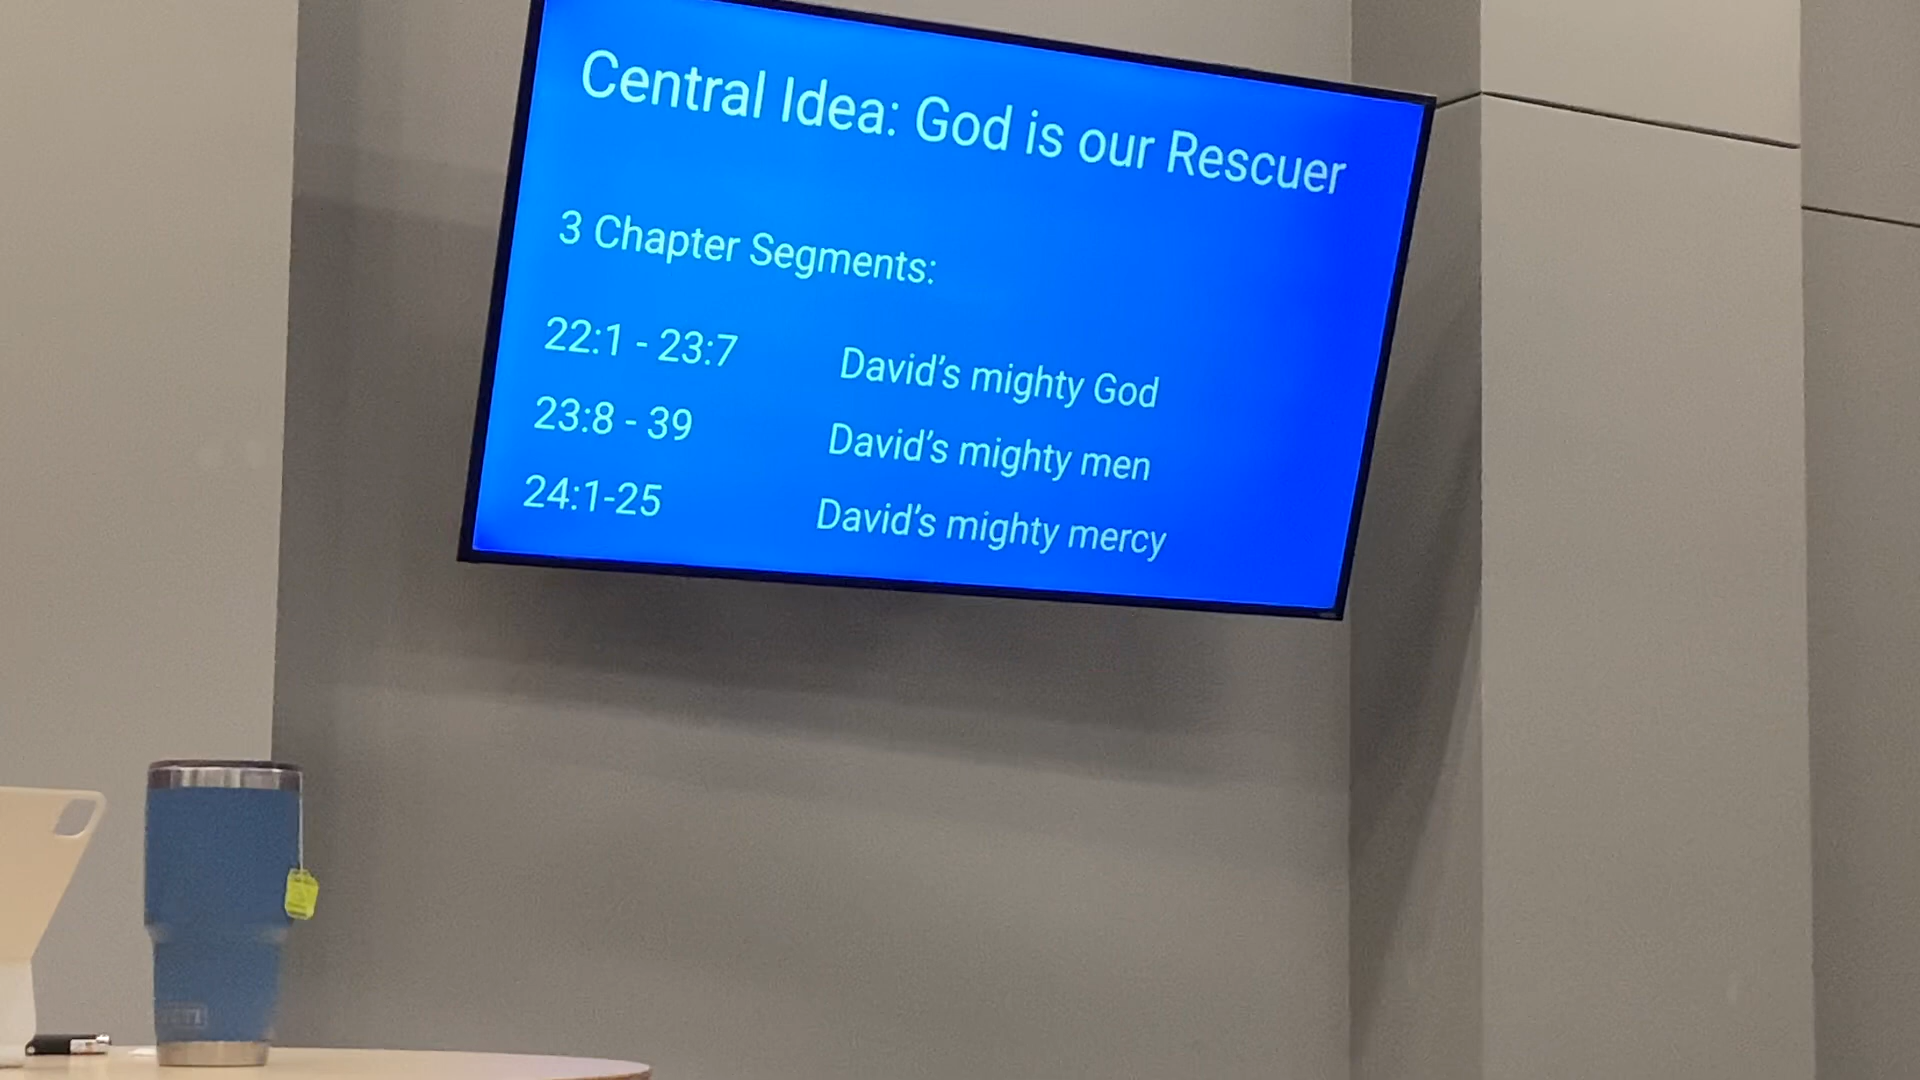 Central Idea: God is our Rescuer
3 Chapter Segments:
22:1 - 23:7 David's mighty God
23:8 - 39 David's mighty men
24:1-25 David's mighty mercy